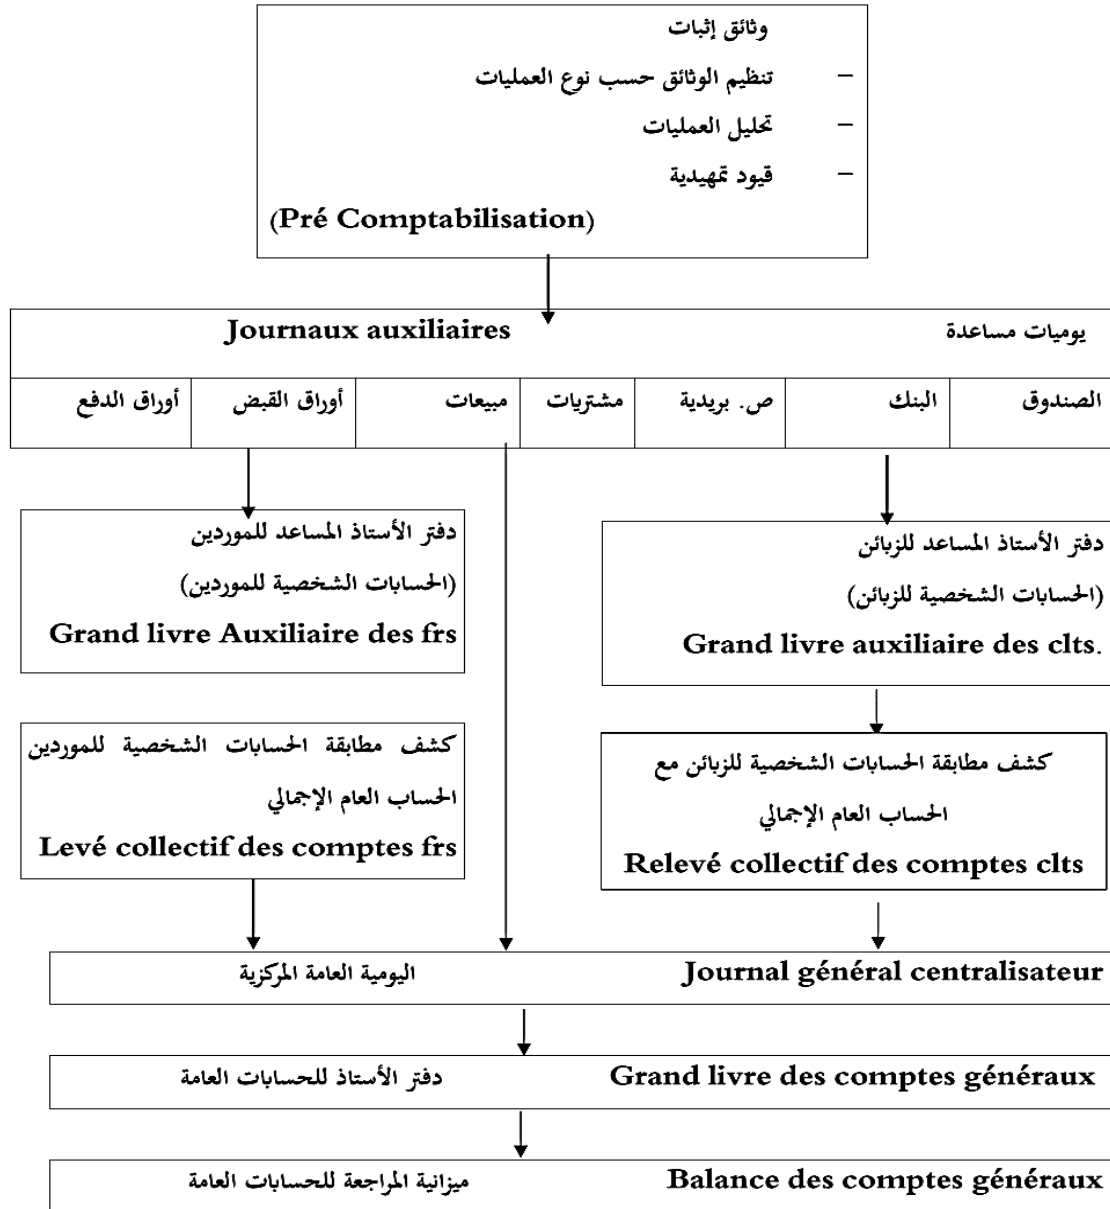 وثائق إثبات
– تنظيم الوثائق حسب نوع العمليات
– تحليل العمليات
– قيود تمهيدية
(Pré Comptabilisation)
يوميات مساعدة Journaux auxiliaires
الصندوق البنك ص. بريدية مشتريات مبيعات أوراق القبض أوراق الدفع
دفتر الأستاذ المساعد للزبائن
(الحسابات الشخصية للزبائن)
Grand livre auxiliaire des clts.
دفتر الأستاذ المساعد للموردين
(الحسابات الشخصية للموردين)
Grand livre Auxiliaire des frs
كشف مطابقة الحسابات الشخصية للزبائن مع
الحساب العام الإجمالي
Relevé collectif des comptes clts
كشف مطابقة الحسابات الشخصية للموردين
الحساب العام الإجمالي
Levé collectif des comptes frs
اليومية العامة المركزية Journal général centralisateur
دفتر الأستاذ للحسابات العامة Grand livre des comptes généraux
ميزانية المراجعة للحسابات العامة Balance des comptes généraux